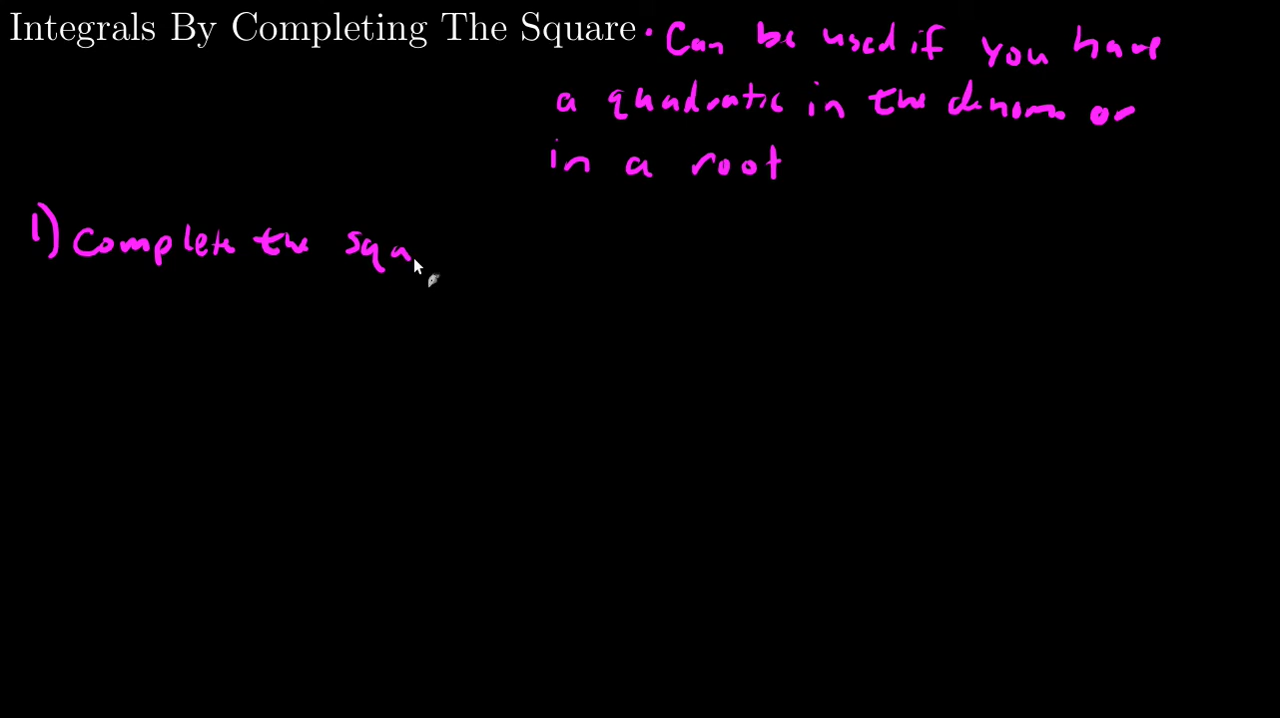 Integrals By Completing The Square
• Can be used if you have
a quadratic in the denom or
in a root
1) Complete the squa